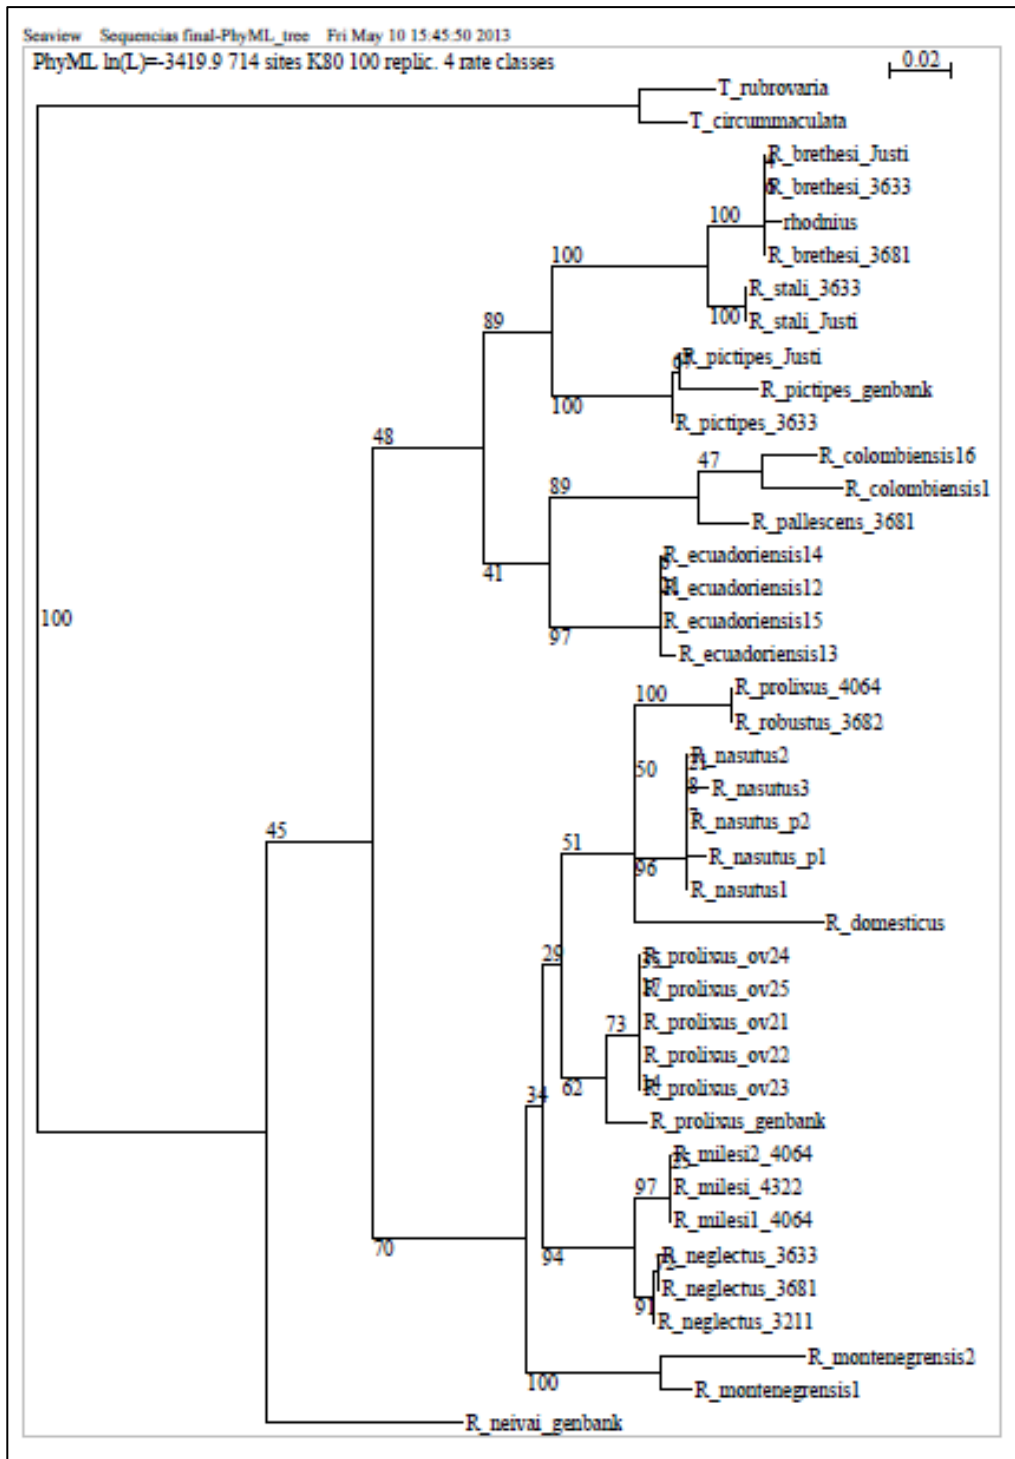 Seaview Sequencias final-PhyML_tree Fri May 10 15:45:50 2013
PhyML ln(L)=-3419.9 714 sites K80 100 replic. 4 rate classes
0.02
T_rubrovaria
T_circummaculata
R_brethesi_Justi
R_brethesi_3633
100
rhodnius
R_brethesi_3681
100
R_stali_3633
100
R_stali_Justi
89
R_pictipes_Justi
R_pictipes_genbank
100
R_pictipes_3633
48
R_colombiensis16
47
89
R_colombiensis1
R_pallescens_3681
R_ecuadoriensis14
41
R_ecuadoriensis12
100
R_ecuadoriensis15
97
R_ecuadoriensis13
100
R_prolixus_4064
R_robustus_3682
R_nasutus2
50
8
R_nasutus3
R_nasutus_p2
45
51
R_nasutus_p1
96
R_nasutus1
R_domesticus
29
R_prolixus_ov24
R_prolixus_ov25
73
R_prolixus_ov21
R_prolixus_ov22
62
14
R_prolixus_ov23
34
R_prolixus_genbank
R_milesi2_4064
97
R_milesi_4322
R_milesi1_4064
70
94
R_neglectus_3633
R_neglectus_3681
91
R_neglectus_3211
R_montenegrensis2
100
R_montenegrensis1
R_neivai_genbank